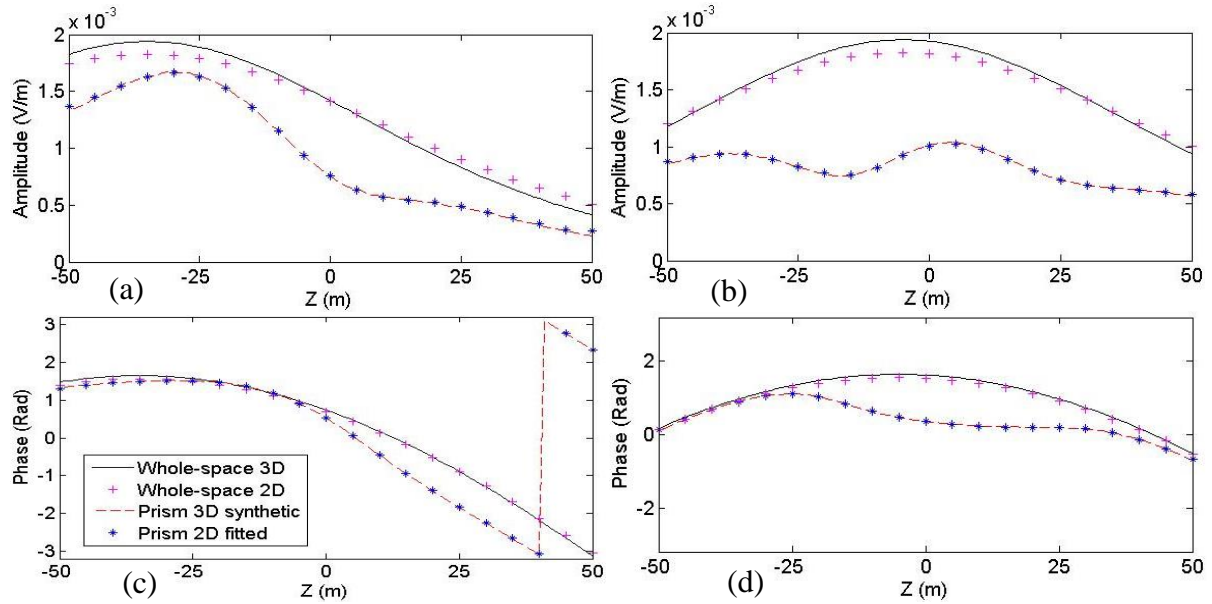 x 10⁻³
2
1.5
1
0.5
0
Amplitude (V/m)
-50 -25 0 25 50
Z (m)
(a)
x 10⁻³
2
1.5
1
0.5
0
Amplitude (V/m)
-50 -25 0 25 50
Z (m)
(b)
3
2
1
0
-1
-2
-3
Phase (Rad)
Whole-space 3D
Whole-space 2D
Prism 3D synthetic
Prism 2D fitted
-50 -25 0 25 50
Z (m)
(c)
2
0
-2
Phase (Rad)
-50 -25 0 25 50
Z (m)
(d)